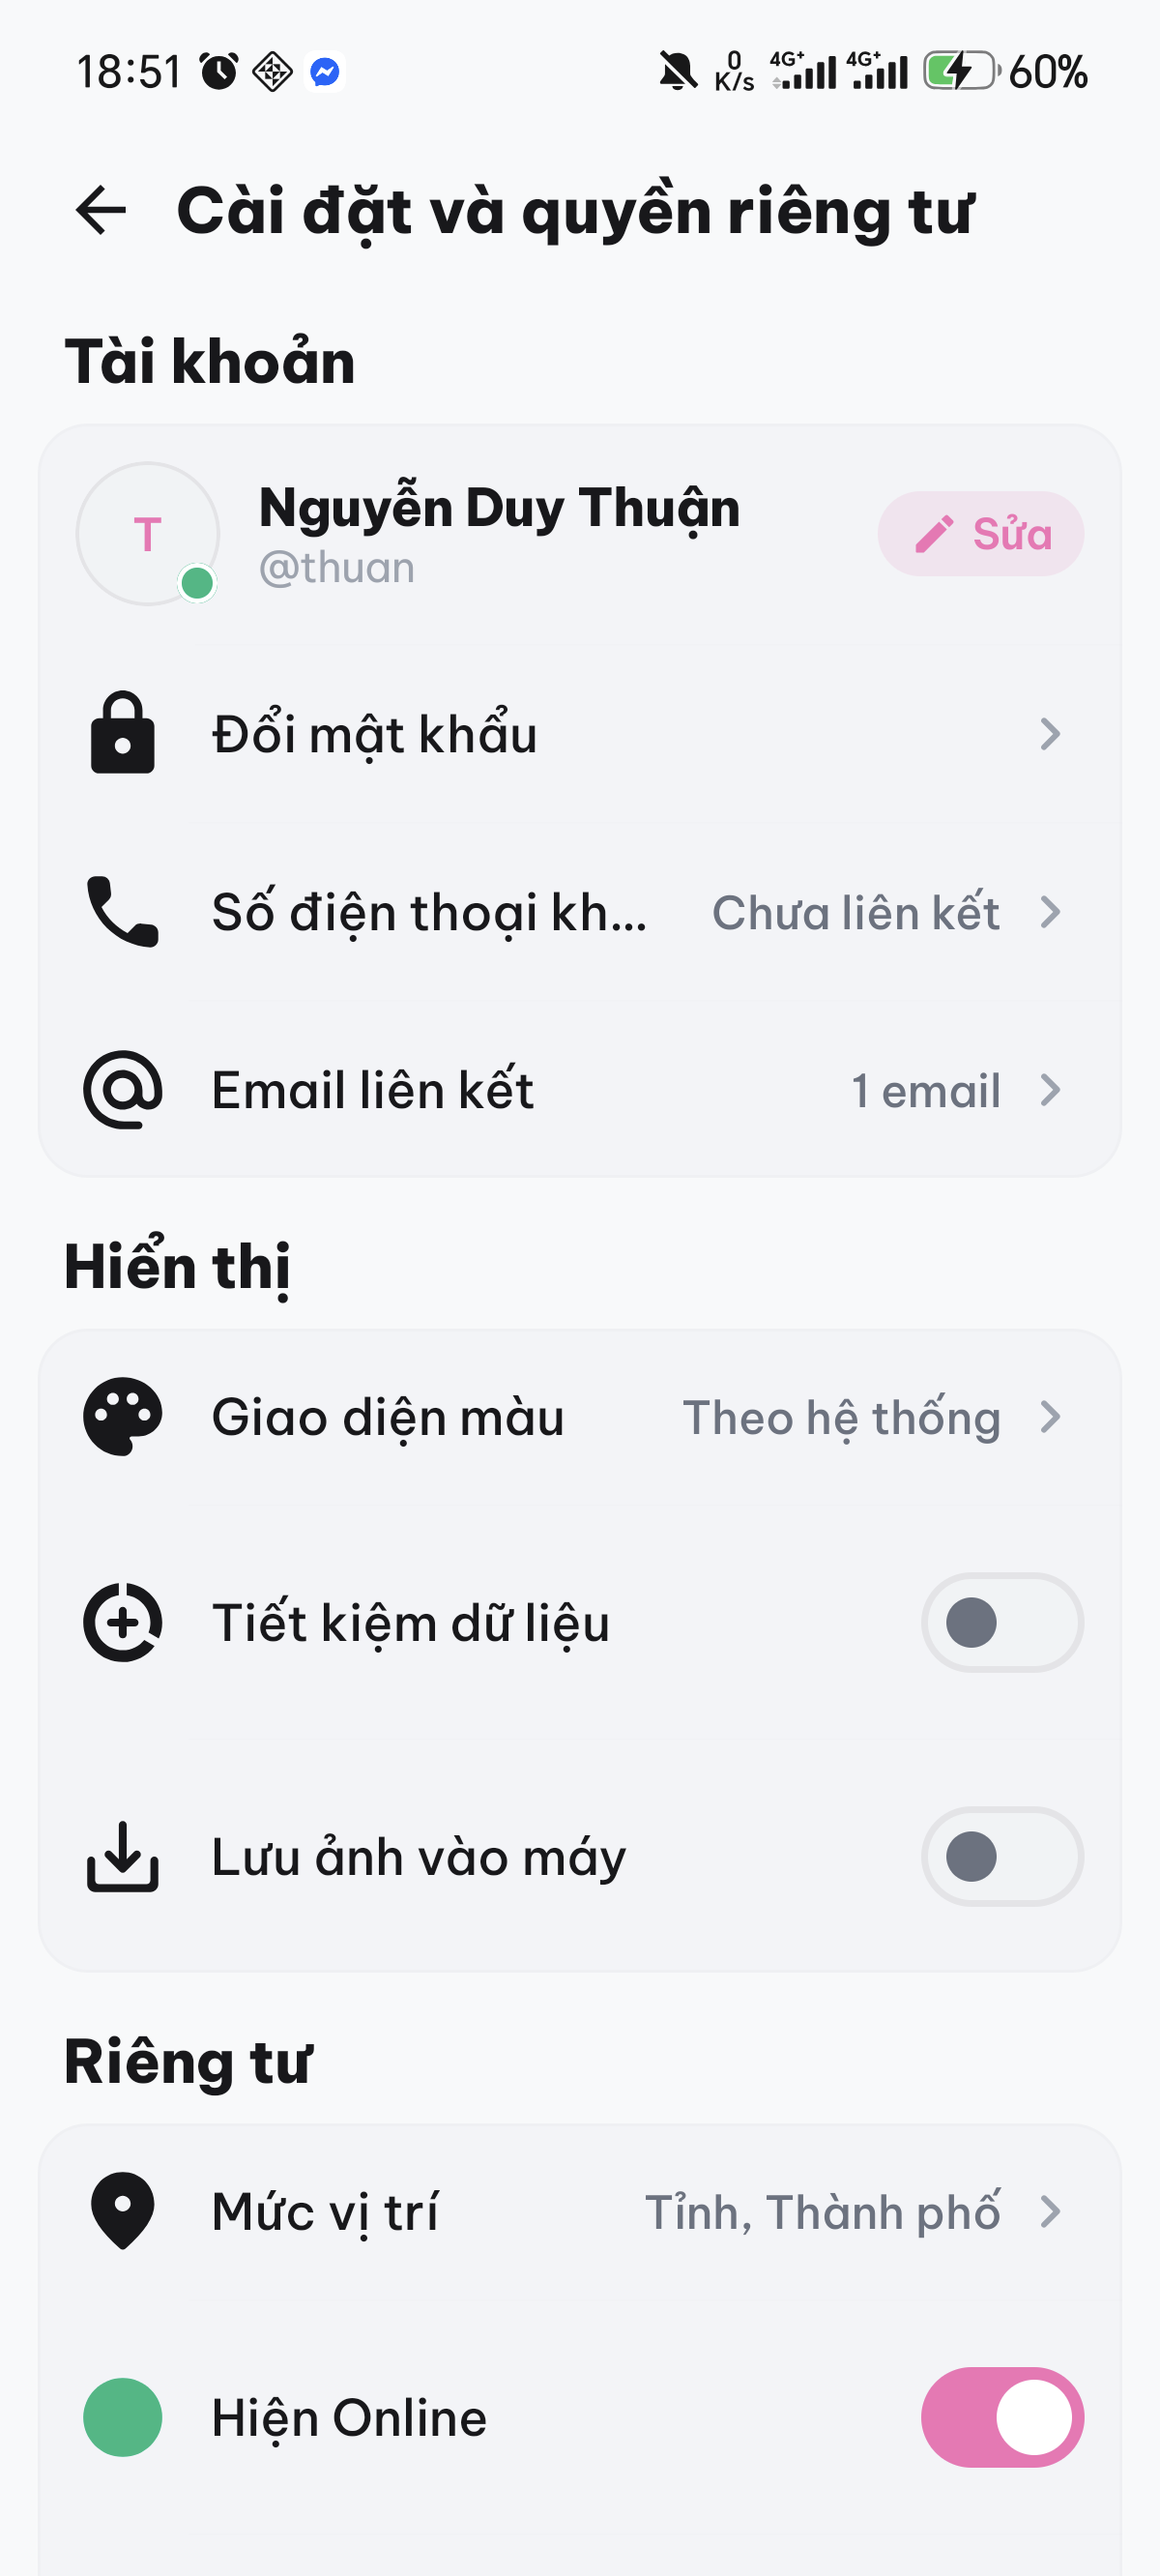 18:51 0 K/s 4G+ 4G+ 60%
Cài đặt và quyền riêng tư
Tài khoản
T
Nguyễn Duy Thuận
@thuan
Sửa
Đổi mật khẩu
Số điện thoại kh... Chưa liên kết
Email liên kết 1 email
Hiển thị
Giao diện màu Theo hệ thống
Tiết kiệm dữ liệu
Lưu ảnh vào máy
Riêng tư
Mức vị trí Tỉnh, Thành phố
Hiện Online